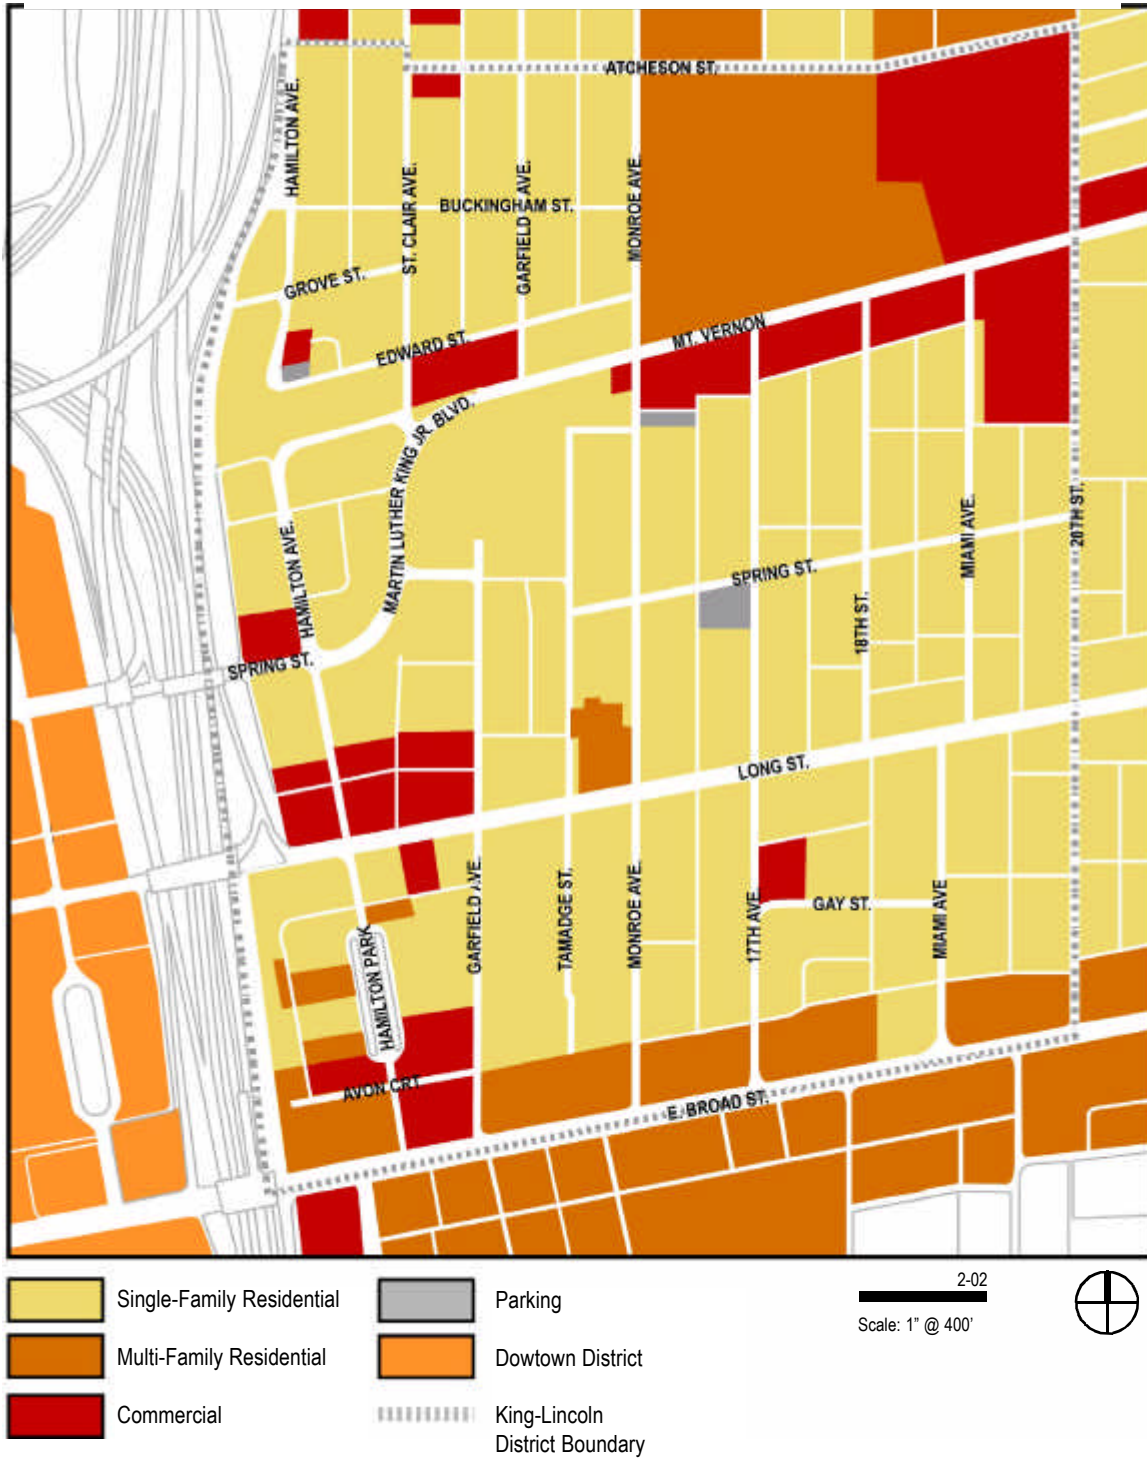 ATCHESON ST.
HAMILTON AVE.
ST. CLAIR AVE.
GARFIELD AVE.
MONROE AVE.
BUCKINGHAM ST.
GROVE ST.
EDWARD ST.
MT. VERNON
MARTIN LUTHER KING JR. BLVD.
HAMILTON AVE.
MIAMI AVE.
20TH ST.
SPRING ST.
18TH ST.
SPRING ST.
LONG ST.
GARFIELD AVE.
TAMADGE ST.
MONROE AVE.
17TH AVE.
GAY ST.
MIAMI AVE
HAMILTON PARK
AVON CRT
E. BROAD ST.
Single-Family Residential
Multi-Family Residential
Commercial
Parking
Dowtown District
King-Lincoln
District Boundary
2-02
Scale: 1” @ 400’